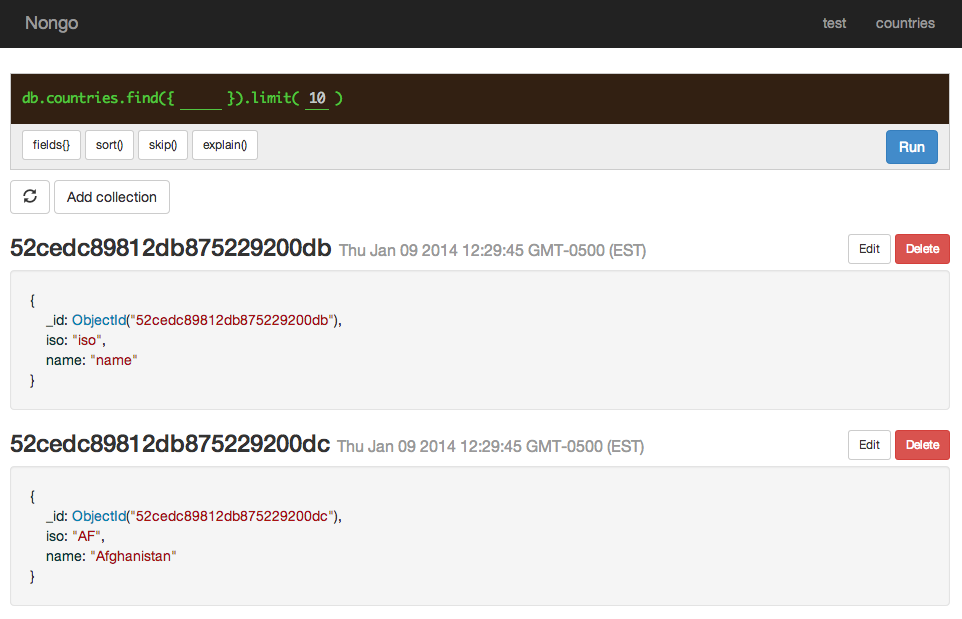 Nongo test countries
db.countries.find({ _____ }).limit( 10 )
fields{} sort() skip() explain() Run
Add collection
52cedc89812db875229200db Thu Jan 09 2014 12:29:45 GMT-0500 (EST) Edit Delete
{
_id: ObjectId("52cedc89812db875229200db"),
iso: "iso",
name: "name"
}
52cedc89812db875229200dc Thu Jan 09 2014 12:29:45 GMT-0500 (EST) Edit Delete
{
_id: ObjectId("52cedc89812db875229200dc"),
iso: "AF",
name: "Afghanistan"
}